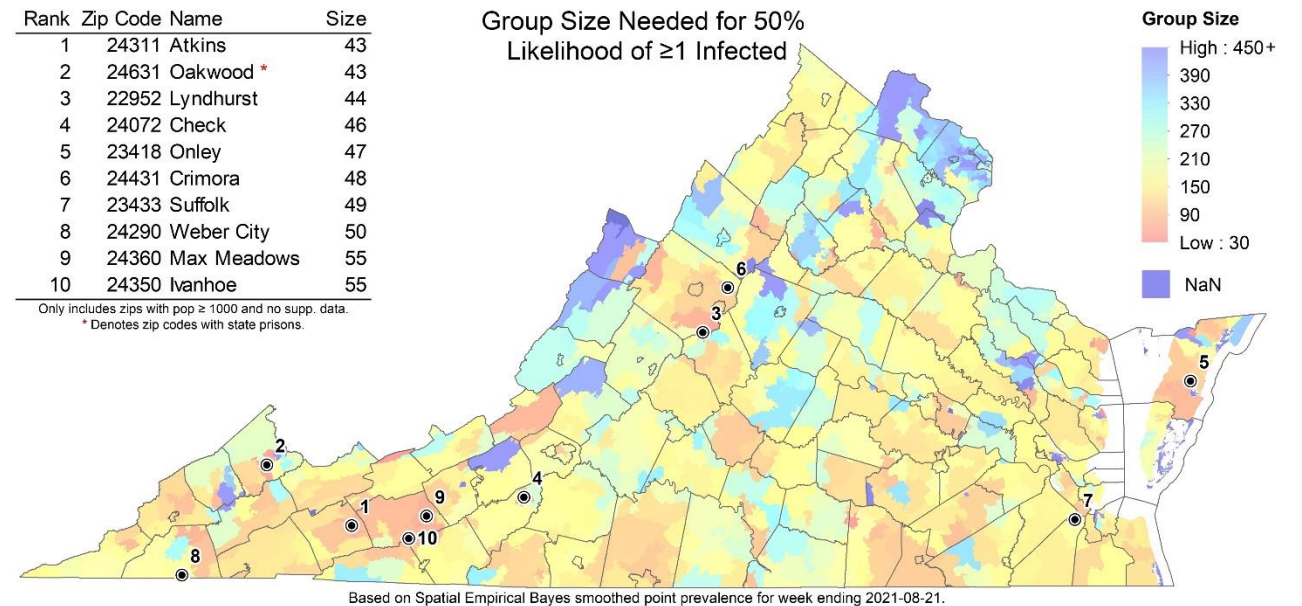 Group Size Needed for 50%
Likelihood of ≥1 Infected
Rank Zip Code Name Size
1 24311 Atkins 43
2 24631 Oakwood * 43
3 22952 Lyndhurst 44
4 24072 Check 46
5 23418 Onley 47
6 24431 Crimora 48
7 23433 Suffolk 49
8 24290 Weber City 50
9 24360 Max Meadows 55
10 24350 Ivanhoe 55
Only includes zips with pop ≥ 1000 and no supp. data.
* Denotes zip codes with state prisons.
Group Size
High : 450+
390
330
270
210
150
90
Low : 30
NaN
6
3
5
2
4
9
1
10
7
8
Based on Spatial Empirical Bayes smoothed point prevalence for week ending 2021-08-21.